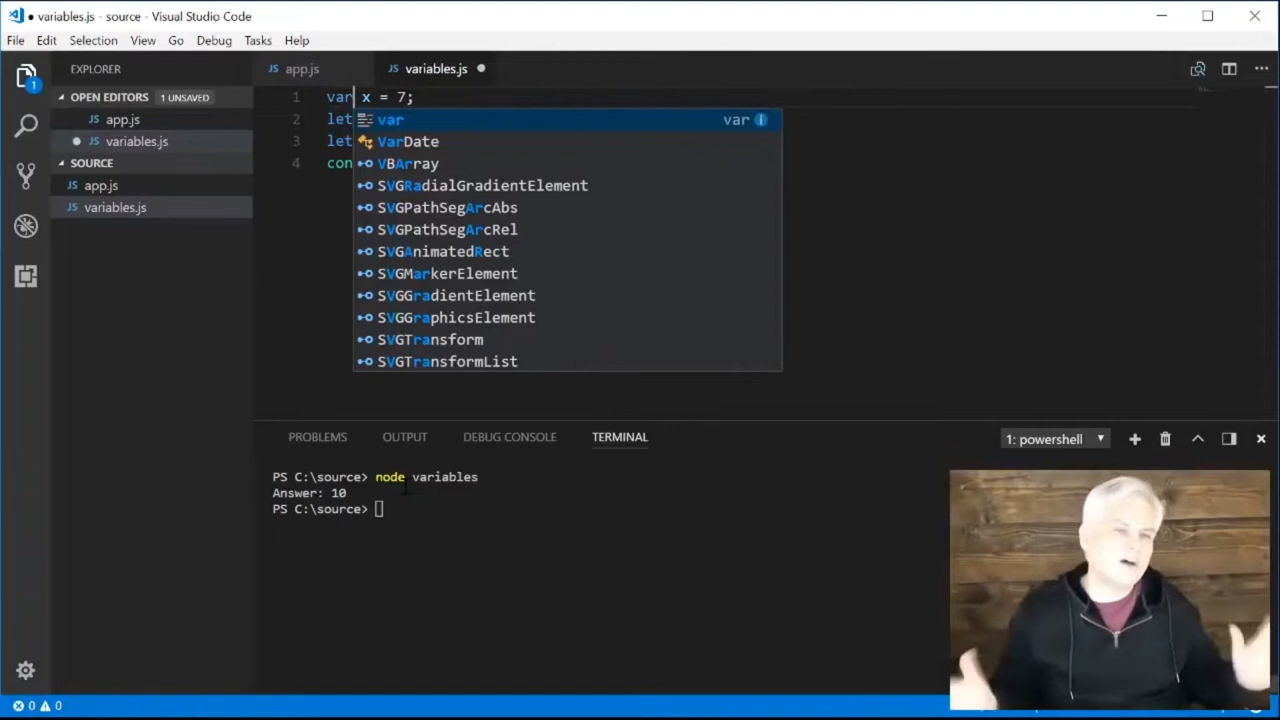 variables.js - source - Visual Studio Code
File Edit Selection View Go Debug Tasks Help
EXPLORER
OPEN EDITORS 1 UNSAVED
JS app.js
JS variables.js
SOURCE
JS app.js
JS variables.js
1
JS app.js JS variables.js
1 var x = 7;
2 let
3 let
4 con
var var
VarDate
VBArray
SVGRadialGradientElement
SVGPathSegArcAbs
SVGPathSegArcRel
SVGAnimatedRect
SVGMarkerElement
SVGGradientElement
SVGGraphicsElement
SVGTransform
SVGTransformList
PROBLEMS OUTPUT DEBUG CONSOLE TERMINAL 1: powershell
PS C:\source> node variables
Answer: 10
PS C:\source>
0 0